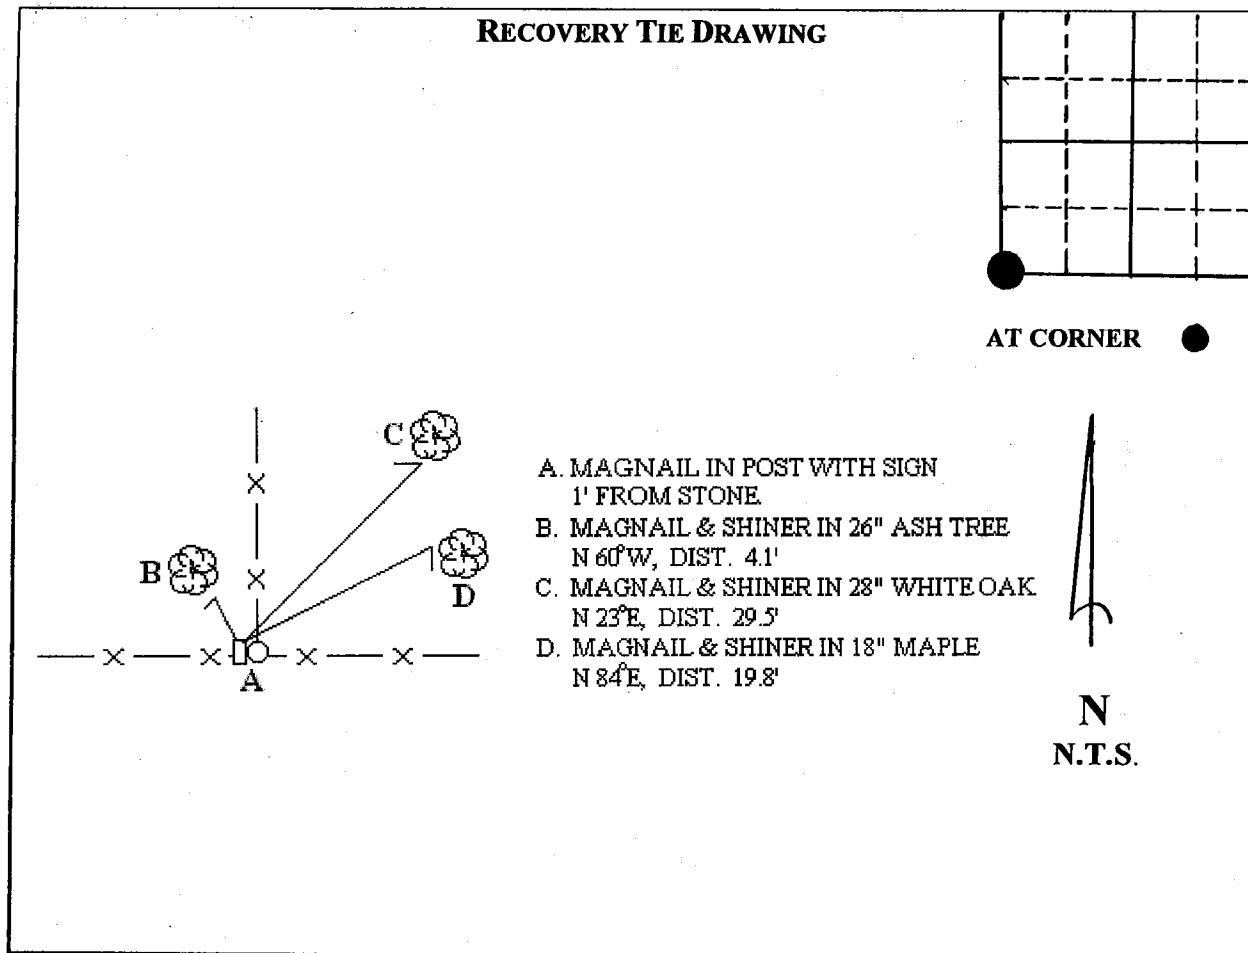 RECOVERY TIE DRAWING
AT CORNER
C
B
D
A
A. MAGNAIL IN POST WITH SIGN
1' FROM STONE
B. MAGNAIL & SHINER IN 26" ASH TREE
N 60°W, DIST. 4.1'
C. MAGNAIL & SHINER IN 28" WHITE OAK
N 23°E, DIST. 29.5'
D. MAGNAIL & SHINER IN 18" MAPLE
N 84°E, DIST. 19.8'
N
N.T.S.